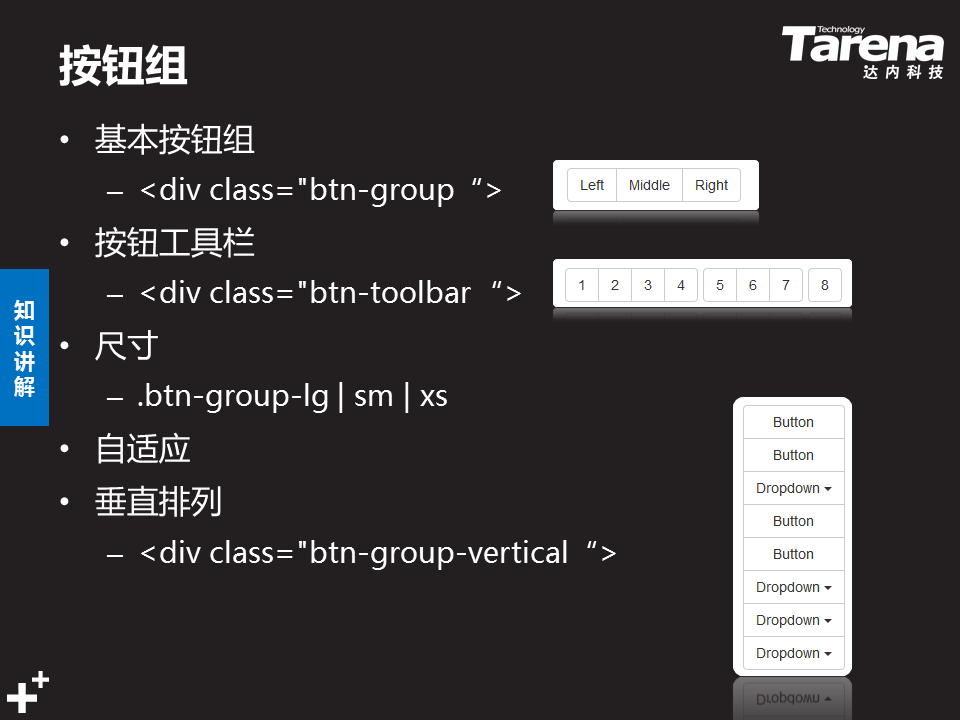 按钮组
Technology
Tarena
达内科技
• 基本按钮组
– <div class="btn-group “>
Left Middle Right
• 按钮工具栏
– <div class="btn-toolbar “>
1 2 3 4 5 6 7 8
知识讲解
• 尺寸
– .btn-group-lg | sm | xs
• 自适应
• 垂直排列
– <div class="btn-group-vertical “>
Button
Button
Dropdown
Button
Button
Dropdown
Dropdown
Dropdown